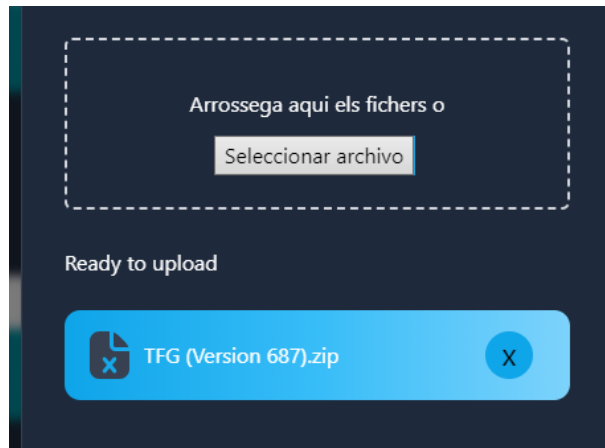 Arrossega aqui els fichers o
Seleccionar archivo
Ready to upload
TFG (Version 687).zip
X